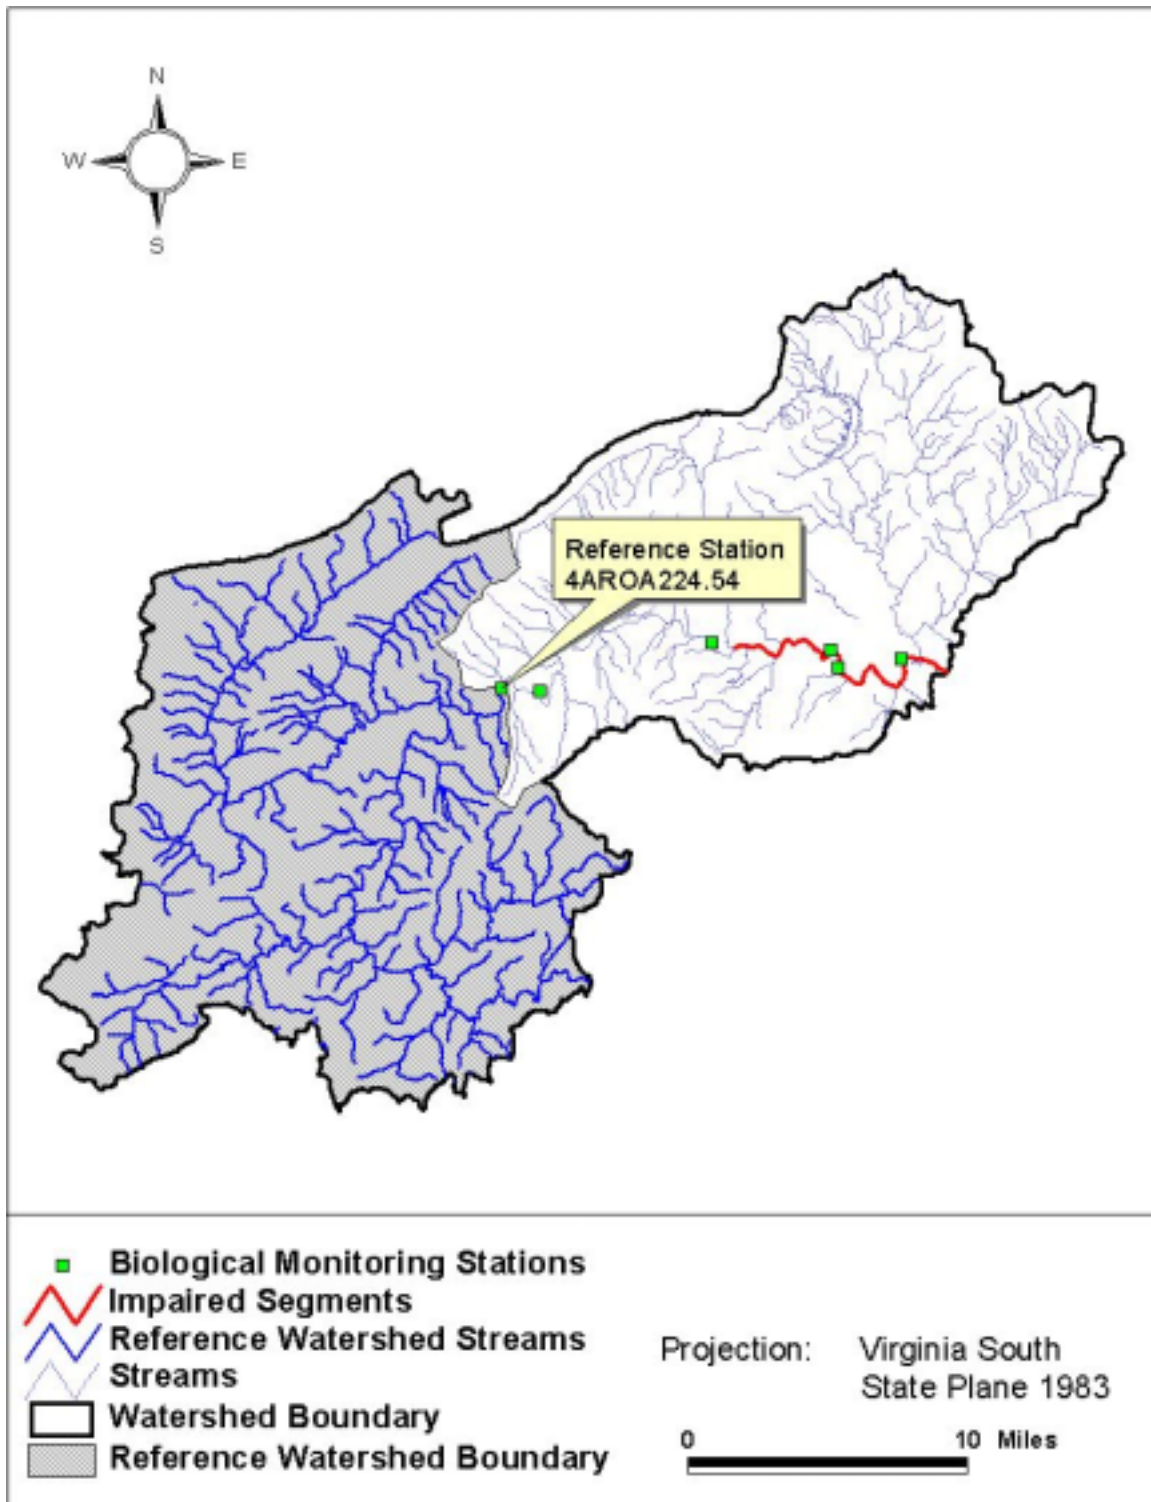 N
W E
S
Reference Station
4AROA224.54
Biological Monitoring Stations
Impaired Segments
Reference Watershed Streams
Streams
Watershed Boundary
Reference Watershed Boundary
Projection: Virginia South
State Plane 1983
0 10 Miles